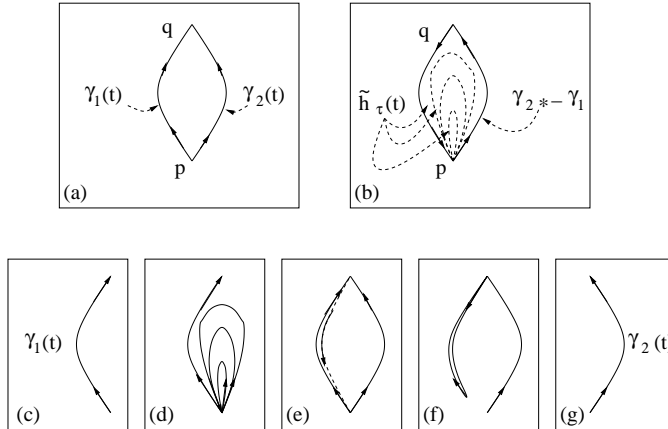 q
γ₁(t)
γ₂(t)
p
(a)
q
h̃ τ(t)
γ₂ *− γ₁
p
(b)
γ₁(t)
(c)
(d)
(e)
(f)
γ₂(t)
(g)